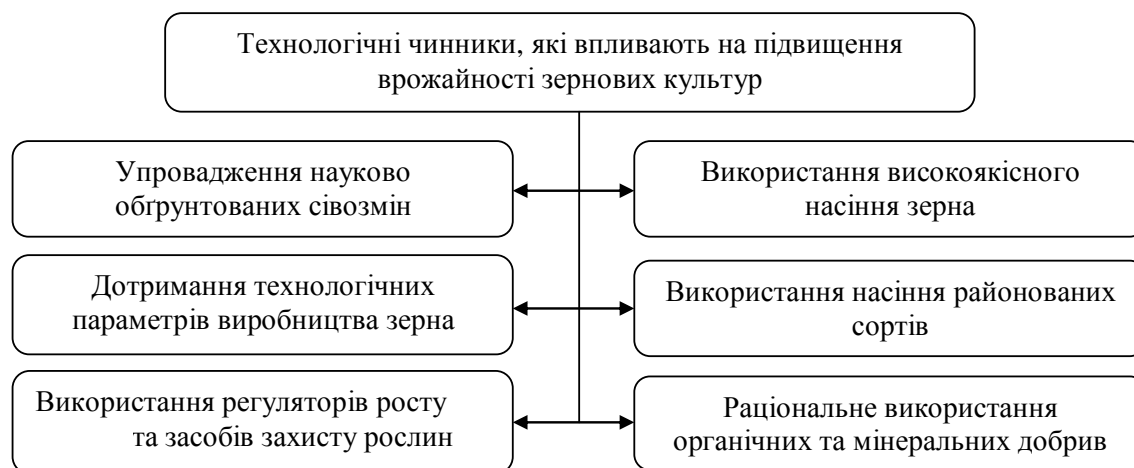 Технологічні чинники, які впливають на підвищення
врожайності зернових культур
Упровадження науково
обґрунтованих сівозмін
Використання високоякісного
насіння зерна
Дотримання технологічних
параметрів виробництва зерна
Використання насіння районованих
сортів
Використання регуляторів росту
та засобів захисту рослин
Раціональне використання
органічних та мінеральних добрив